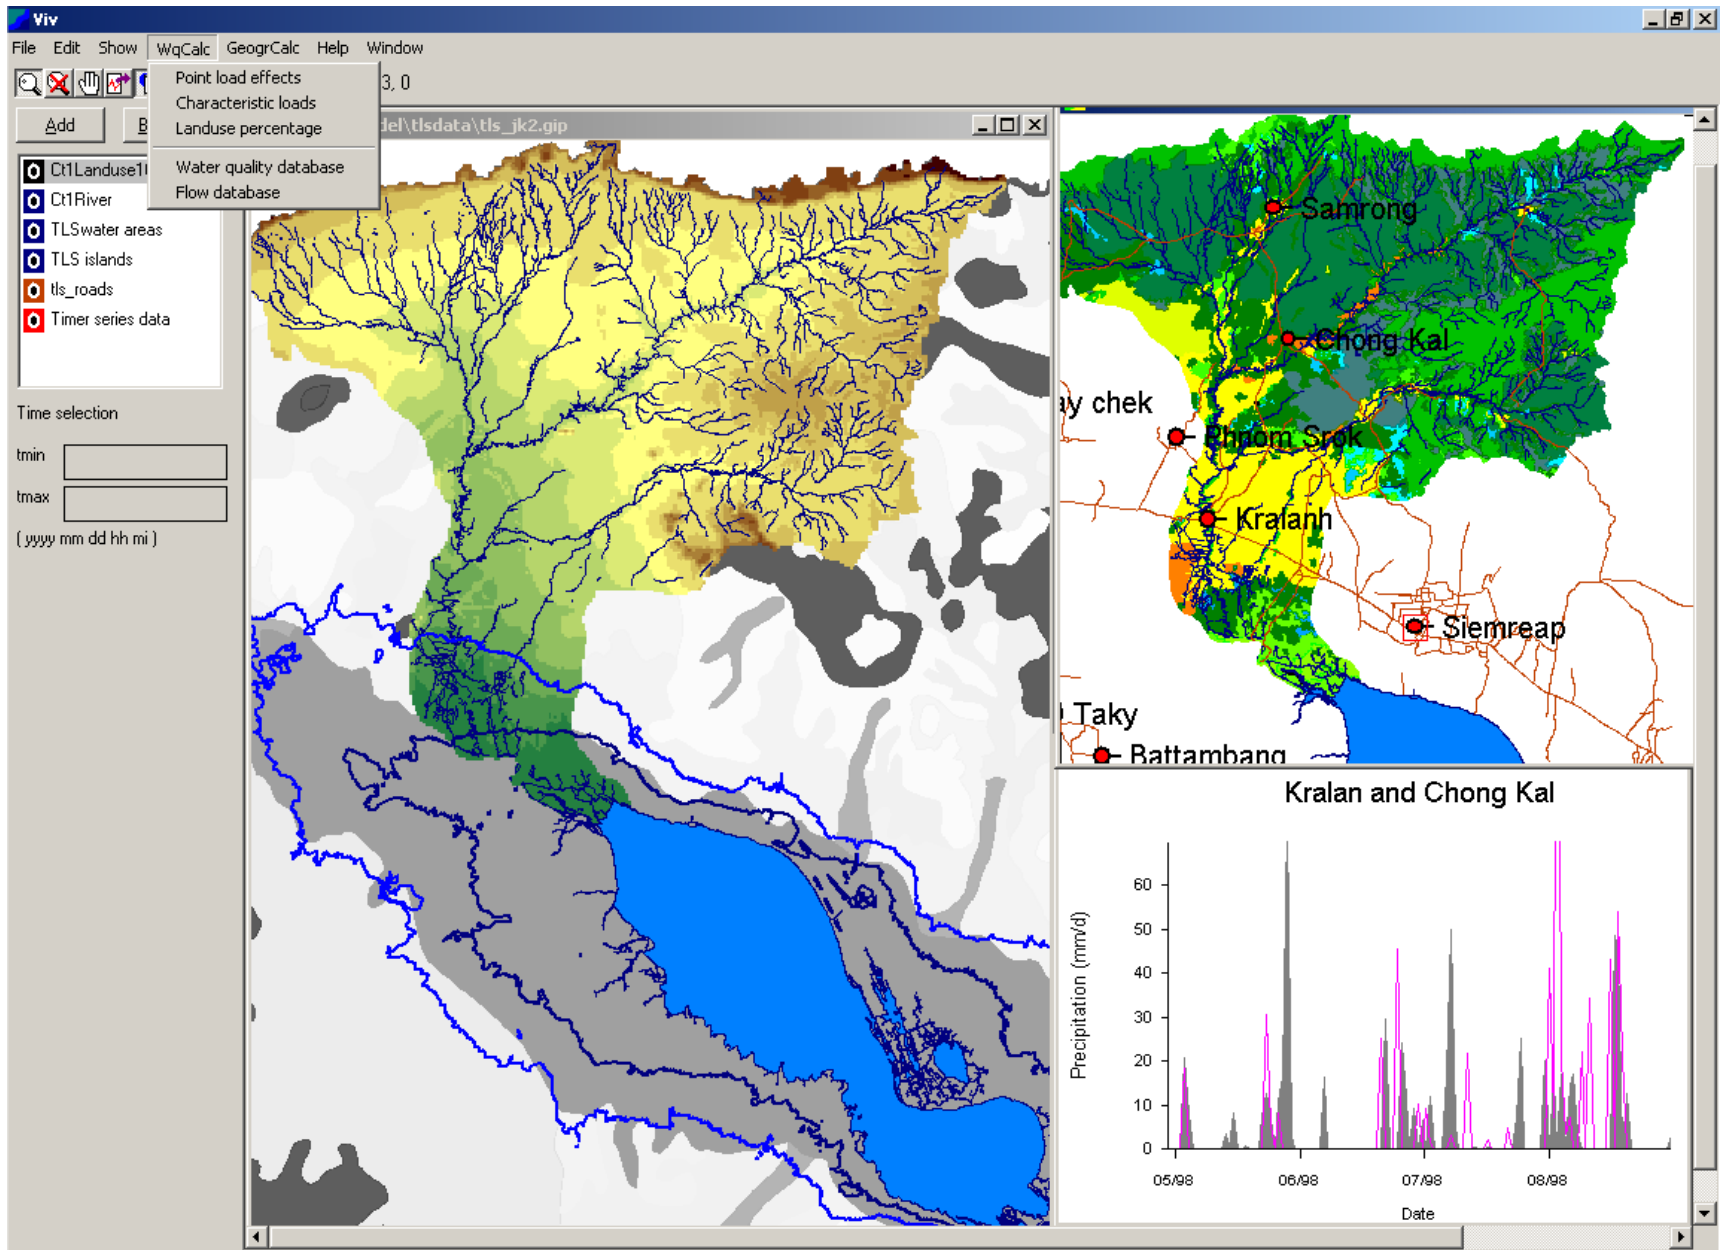 Viv
File Edit Show WqCalc GeogrCalc Help Window
Point load effects
Characteristic loads
Landuse percentage
Water quality database
Flow database
3, 0
Add
B
del\tlsdata\tls_jk2.gip
Ct1Landuse1
Ct1River
TLSwater areas
TLS islands
tls_roads
Timer series data
Time selection
tmin
tmax
( yyyy mm dd hh mi )
Samrong
Chong Kal
ay chek
Phnom Srok
Kralanh
Siemreap
Taky
Battambang
Kralan and Chong Kal
Precipitation (mm/d)
60
50
40
30
20
10
0
05/98 06/98 07/98 08/98
Date